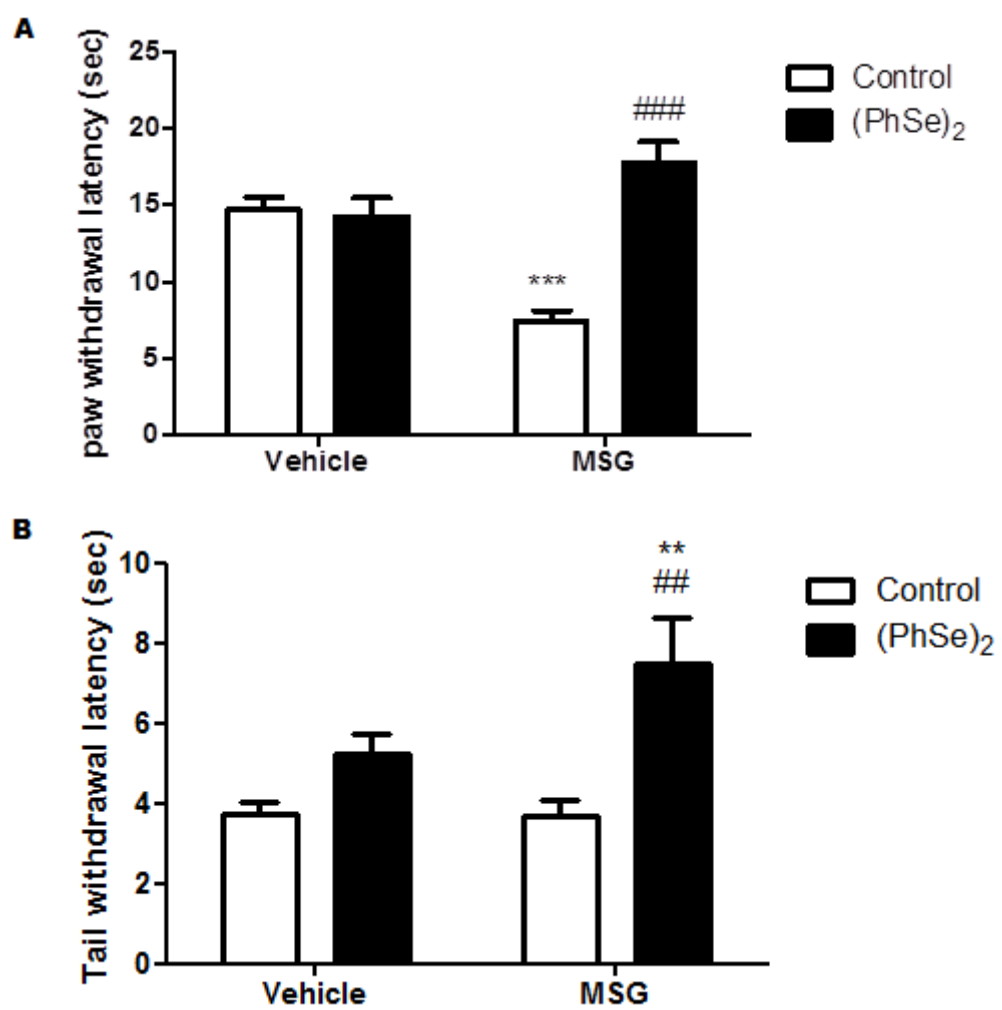 A
paw withdrawal latency (sec)
25
20
15
10
5
0
***
###
Vehicle
MSG
Control
(PhSe)2
B
Tail withdrawal latency (sec)
10
8
6
4
2
0
**
##
Vehicle
MSG
Control
(PhSe)2